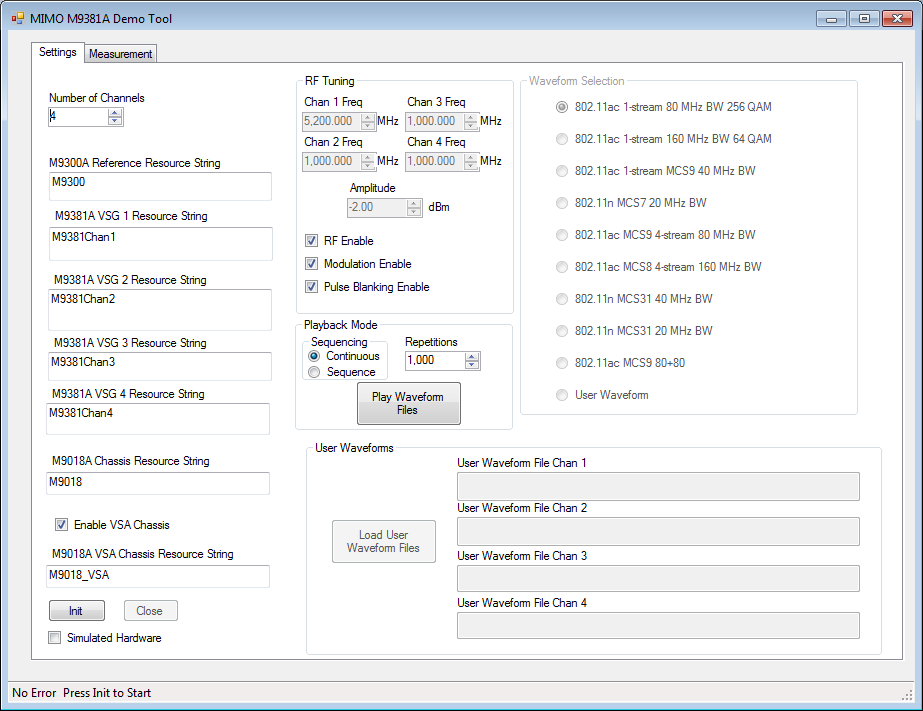 MIMO M9381A Demo Tool
Settings
Measurement
Number of Channels
4
M9300A Reference Resource String
M9300
M9381A VSG 1 Resource String
M9381Chan1
M9381A VSG 2 Resource String
M9381Chan2
M9381A VSG 3 Resource String
M9381Chan3
M9381A VSG 4 Resource String
M9381Chan4
M9018A Chassis Resource String
M9018
Enable VSA Chassis
M9018A VSA Chassis Resource String
M9018_VSA
Init
Close
Simulated Hardware
RF Tuning
Chan 1 Freq
5,200.000 MHz
Chan 3 Freq
1,000.000 MHz
Chan 2 Freq
1,000.000 MHz
Chan 4 Freq
1,000.000 MHz
Amplitude
-2.00 dBm
RF Enable
Modulation Enable
Pulse Blanking Enable
Playback Mode
Sequencing
Continuous
Sequence
Repetitions
1,000
Play Waveform
Files
Waveform Selection
802.11ac 1-stream 80 MHz BW 256 QAM
802.11ac 1-stream 160 MHz BW 64 QAM
802.11ac 1-stream MCS9 40 MHz BW
802.11n MCS7 20 MHz BW
802.11ac MCS9 4-stream 80 MHz BW
802.11ac MCS8 4-stream 160 MHz BW
802.11n MCS31 40 MHz BW
802.11n MCS31 20 MHz BW
802.11ac MCS9 80+80
User Waveform
User Waveforms
Load User
Waveform Files
User Waveform File Chan 1
User Waveform File Chan 2
User Waveform File Chan 3
User Waveform File Chan 4
No Error Press Init to Start